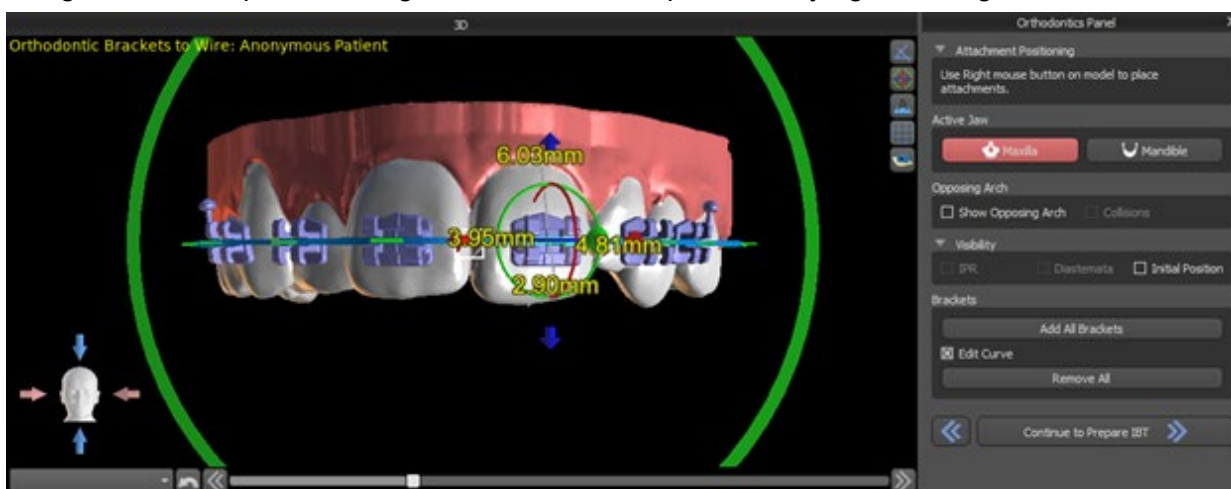 3D
Orthodontic Brackets to Wire: Anonymous Patient
6.03mm
3.95mm
4.81mm
2.90mm
Orthodontics Panel
Attachment Positioning
Use Right mouse button on model to place
attachments.
Active Jaw
Maxilla Mandible
Opposing Arch
Show Opposing Arch Collisions
Visibility
IPR Diastemata Initial Position
Brackets
Add All Brackets
Edit Curve
Remove All
Continue to Prepare IBT